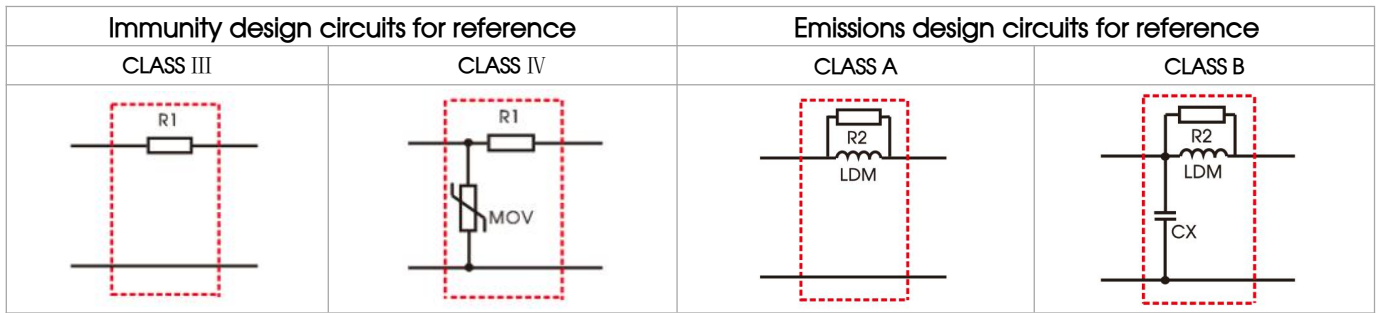 Immunity design circuits for reference
Emissions design circuits for reference
CLASS Ⅲ
CLASS Ⅳ
CLASS A
CLASS B
R1
R1
MOV
R2
LDM
R2
LDM
CX